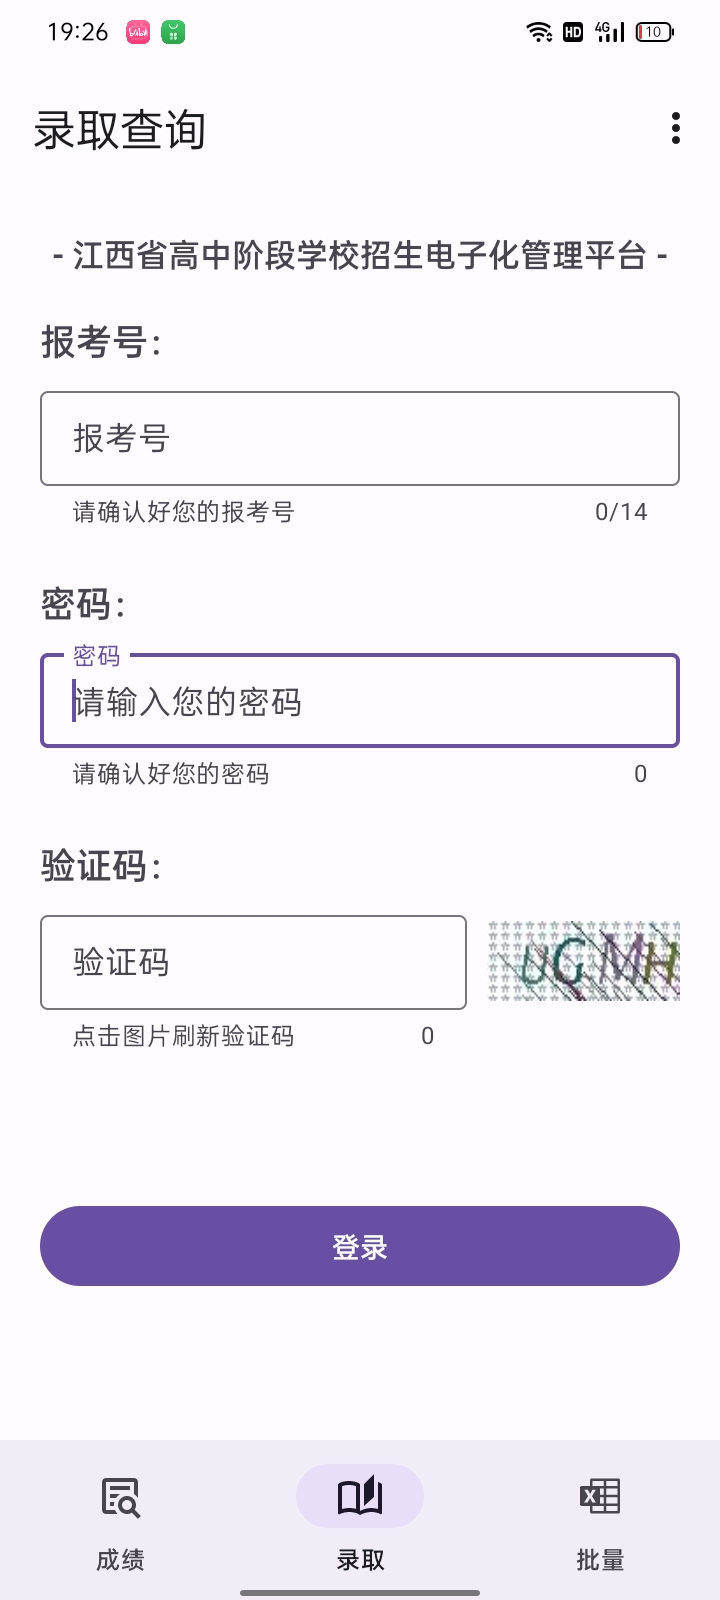 19:26
HD
4G
10
录取查询
- 江西省高中阶段学校招生电子化管理平台 -
报考号:
报考号
请确认好您的报考号 0/14
密码:
密码
请输入您的密码
请确认好您的密码 0
验证码:
验证码
UGMH
点击图片刷新验证码 0
登录
成绩 录取 批量